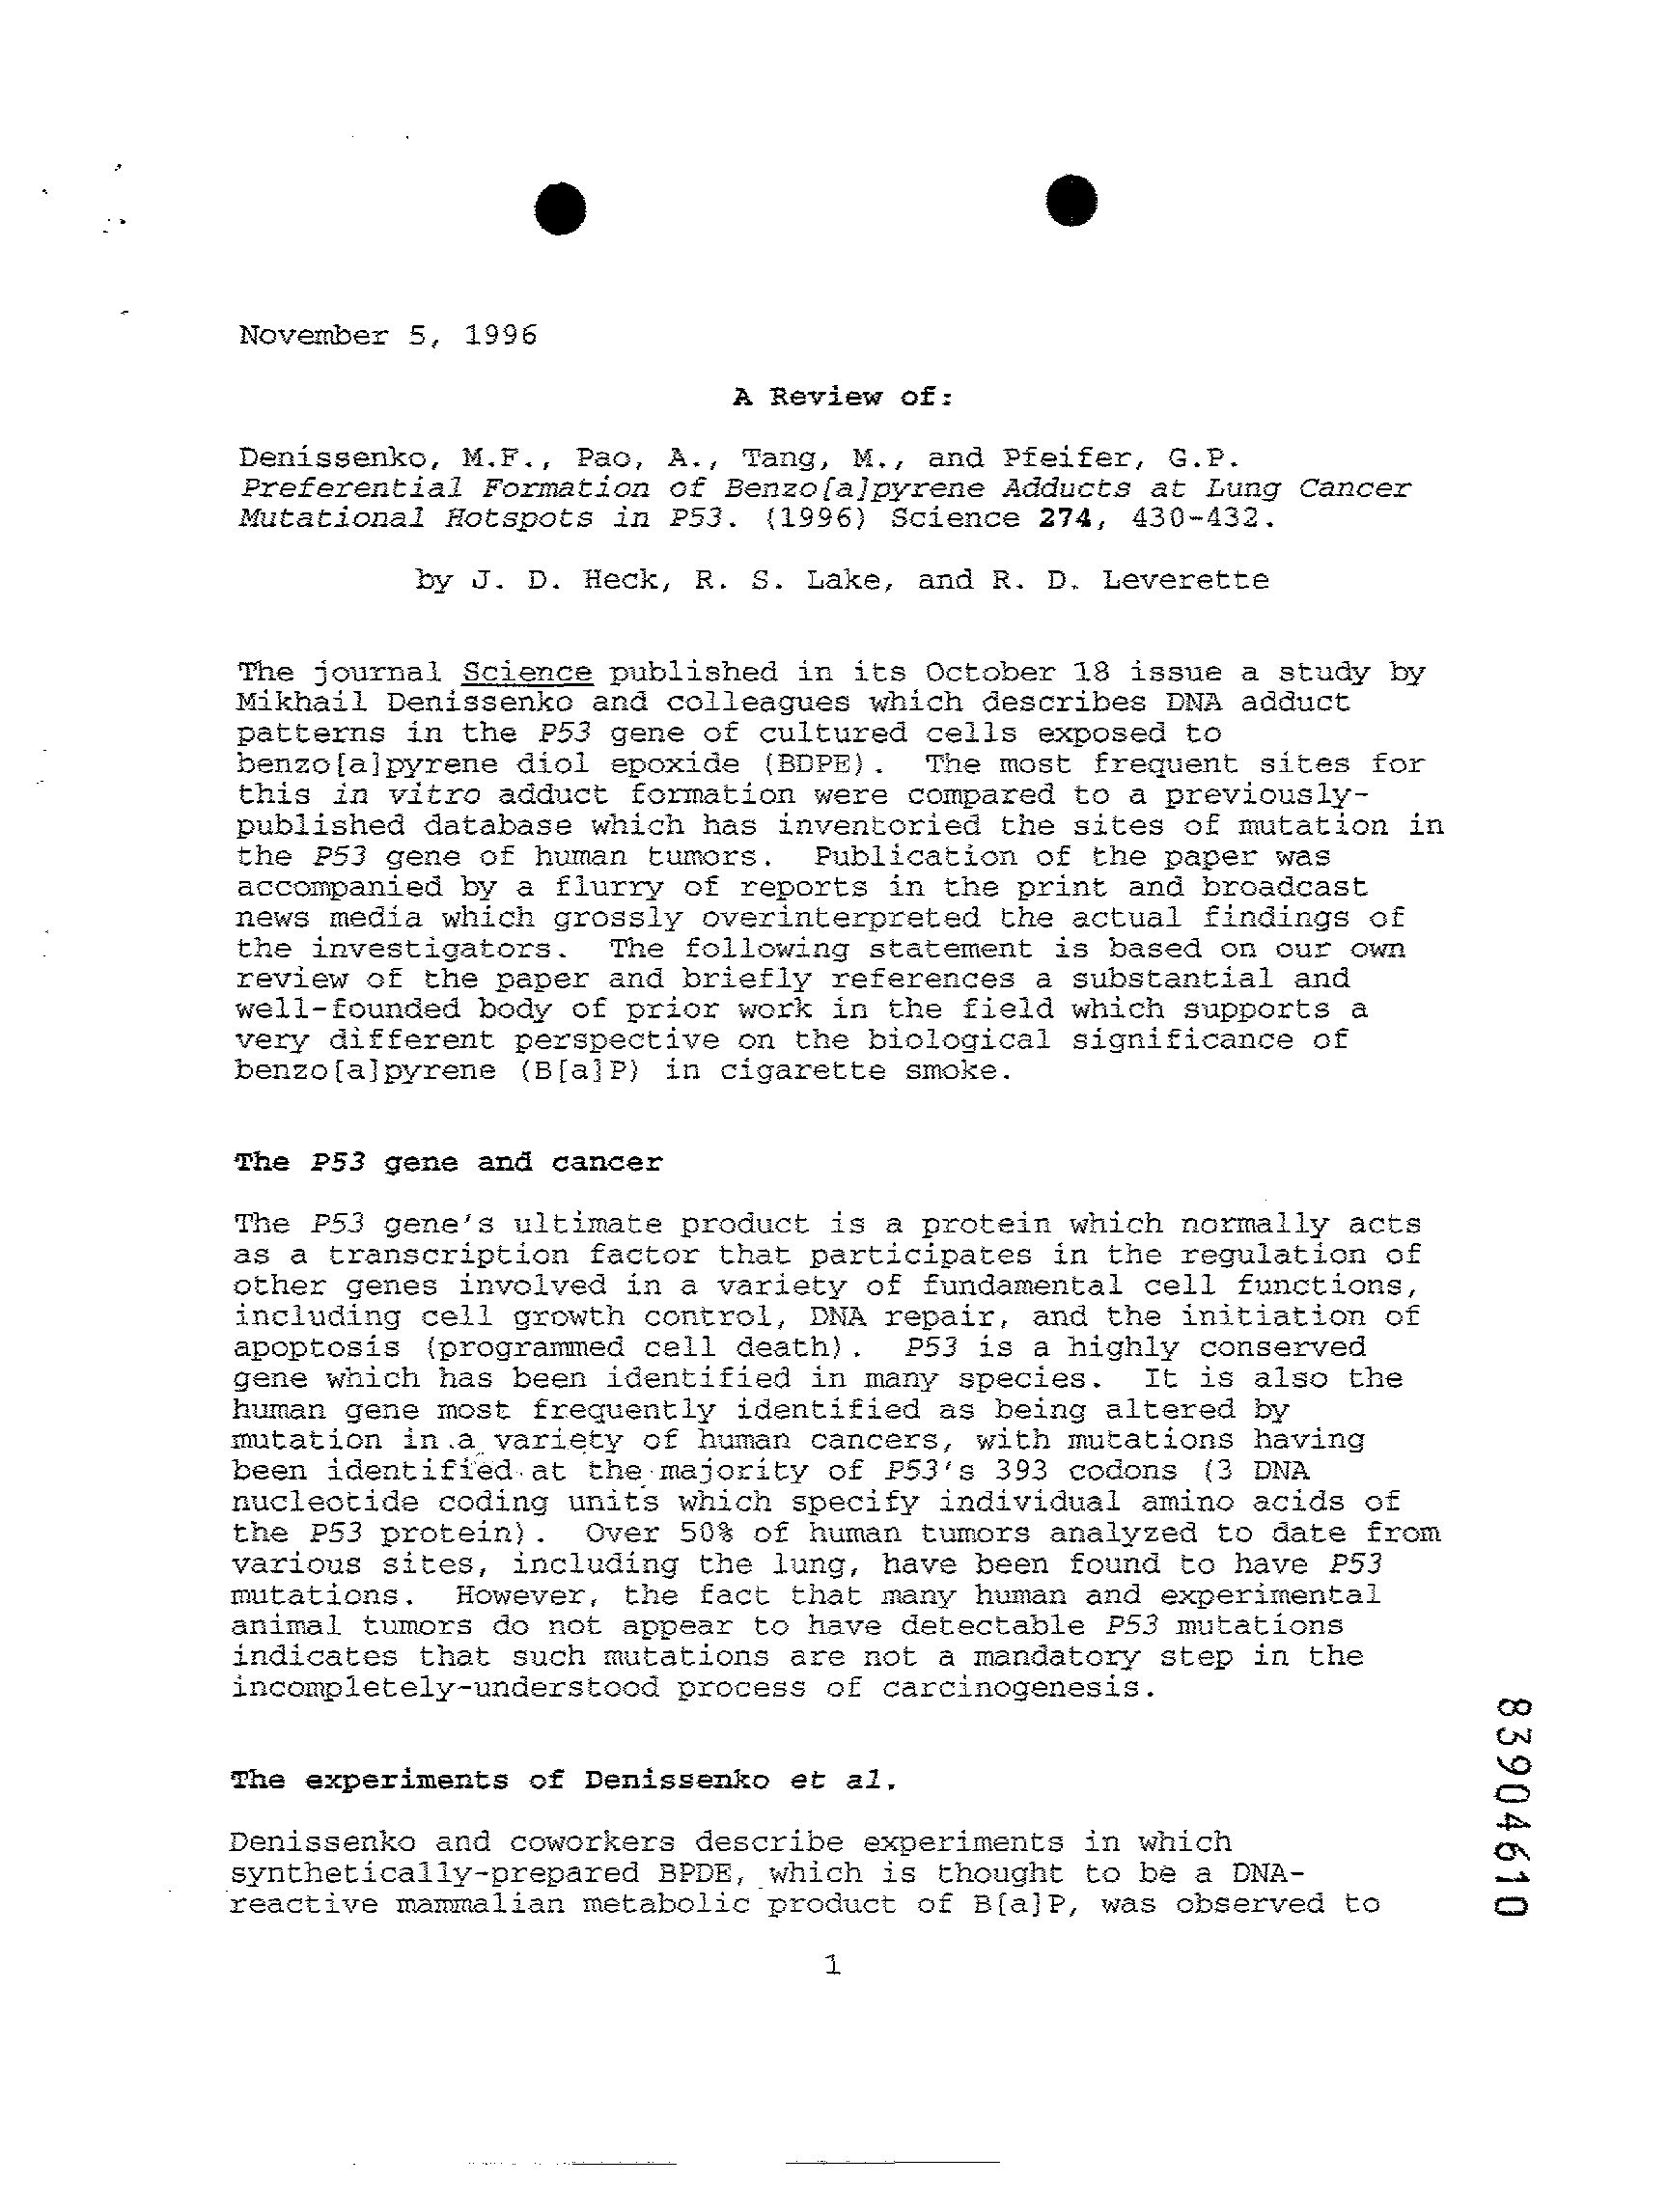 November 5, 1996
A Review of:
Denissenko, M.F., Pao, A., Tang, M., and Pfeifer, G.P.
Preferential Formation of Benzo[a]pyrene Adducts at Lung Cancer
Mutational Hotspots in P53. (1996) Science 274, 430-432.
by J. D. Heck, R. S. Lake, and R. D. Leverette
The journal Science published in its October 18 issue a study by
Mikhail Denissenko and colleagues which describes DNA adduct
patterns in the P53 gene of cultured cells exposed to
benzo[a]pyrene diol epoxide (BDPE). The most frequent sites for
this in vitro adduct formation were compared to a previously-
published database which has inventoried the sites of mutation in
the P53 gene of human tumors. Publication of the paper was
accompanied by a flurry of reports in the print and broadcast
news media which grossly overinterpreted the actual findings of
the investigators. The following statement is based on our own
review of the paper and briefly references a substantial and
well-founded body of prior work in the field which supports a
very different perspective on the biological significance of
benzo[a]pyrene (B[a]P) in cigarette smoke.
The P53 gene and cancer
The P53 gene's ultimate product is a protein which normally acts
as a transcription factor that participates in the regulation of
other genes involved in a variety of fundamental cell functions,
including cell growth control, DNA repair, and the initiation of
apoptosis (programmed cell death). P53 is a highly conserved
gene which has been identified in many species. It is also the
human gene most frequently identified as being altered by
mutation in a variety of human cancers, with mutations having
been identified at the majority of P53's 393 codons (3 DNA
nucleotide coding units which specify individual amino acids of
the P53 protein). Over 50% of human tumors analyzed to date from
various sites, including the lung, have been found to have P53
mutations. However, the fact that many human and experimental
animal tumors do not appear to have detectable P53 mutations
indicates that such mutations are not a mandatory step in the
incompletely-understood process of carcinogenesis.
The experiments of Denissenko et al.
Denissenko and coworkers describe experiments in which
synthetically-prepared BPDE, which is thought to be a DNA-
reactive mammalian metabolic product of B[a]P, was observed to
1
83904610